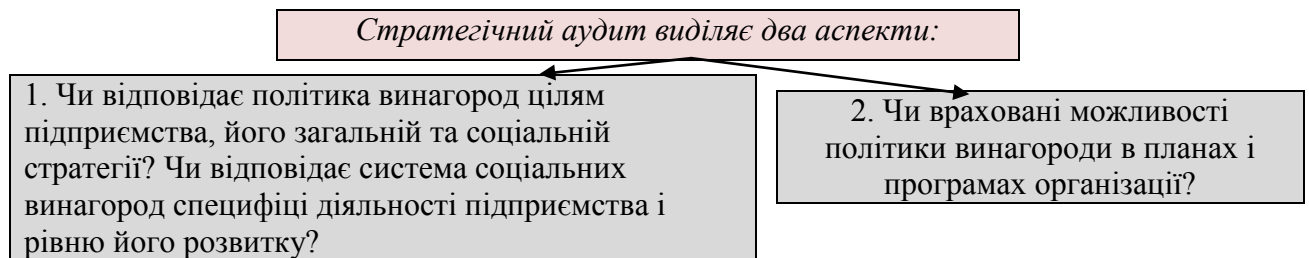 Стратегічний аудит виділяє два аспекти:
1. Чи відповідає політика винагород цілям
підприємства, його загальній та соціальній
стратегії? Чи відповідає система соціальних
винагород специфіці діяльності підприємства і
рівню його розвитку?
2. Чи враховані можливості
політики винагороди в планах і
програмах організації?